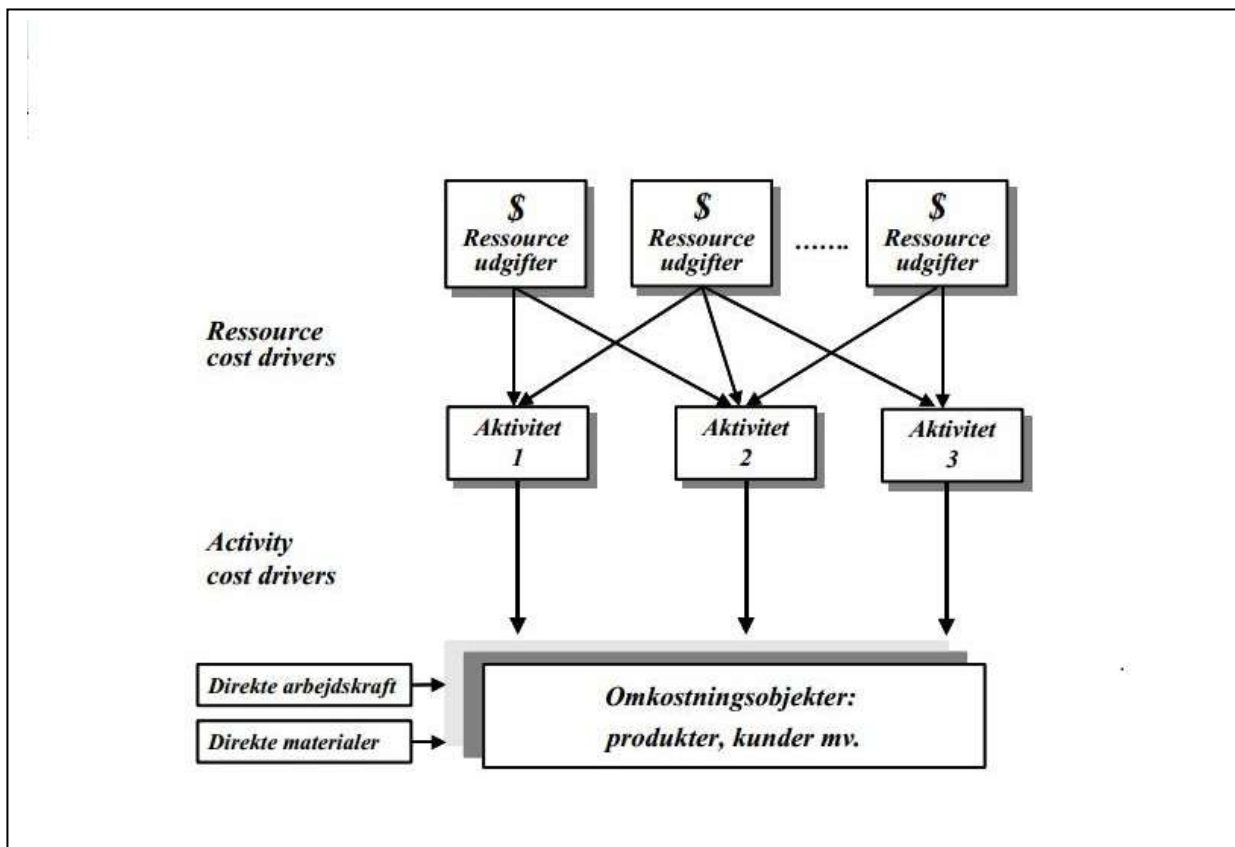 $
Ressource
udgifter
$
Ressource
udgifter
.......
$
Ressource
udgifter
Ressource
cost drivers
Aktivitet
1
Aktivitet
2
Aktivitet
3
Activity
cost drivers
Direkte arbejdskraft
Direkte materialer
Omkostningsobjekter:
produkter, kunder mv.